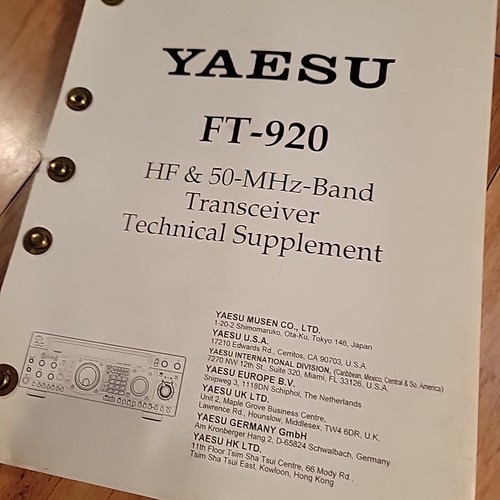 YAESU
FT-920
HF & 50-MHz-Band
Transceiver
Technical Supplement
YAESU MUSEN CO., LTD.
1-20-2 Shimomaruko, Ota-Ku, Tokyo 146, Japan
YAESU U.S.A.
17210 Edwards Rd., Cerritos, CA 90703, U.S.A.
YAESU INTERNATIONAL DIVISION, (Caribbean, Mexico, Central & So. America)
7270 NW 12th St., Suite 320, Miami, FL 33126, U.S.A.
YAESU EUROPE B.V.
Snipweg 3, 1118DN Schiphol, The Netherlands
YAESU UK LTD.
Unit 2, Maple Grove Business Centre,
Lawrence Rd., Hounslow, Middlesex, TW4 6DR, U.K.
YAESU GERMANY GmbH
Am Kronberger Hang 2, D-65824 Schwalbach, Germany
YAESU HK LTD.
11th Floor Tsim Sha Tsui Centre, 66 Mody Rd.,
Tsim Sha Tsui East, Kowloon, Hong Kong